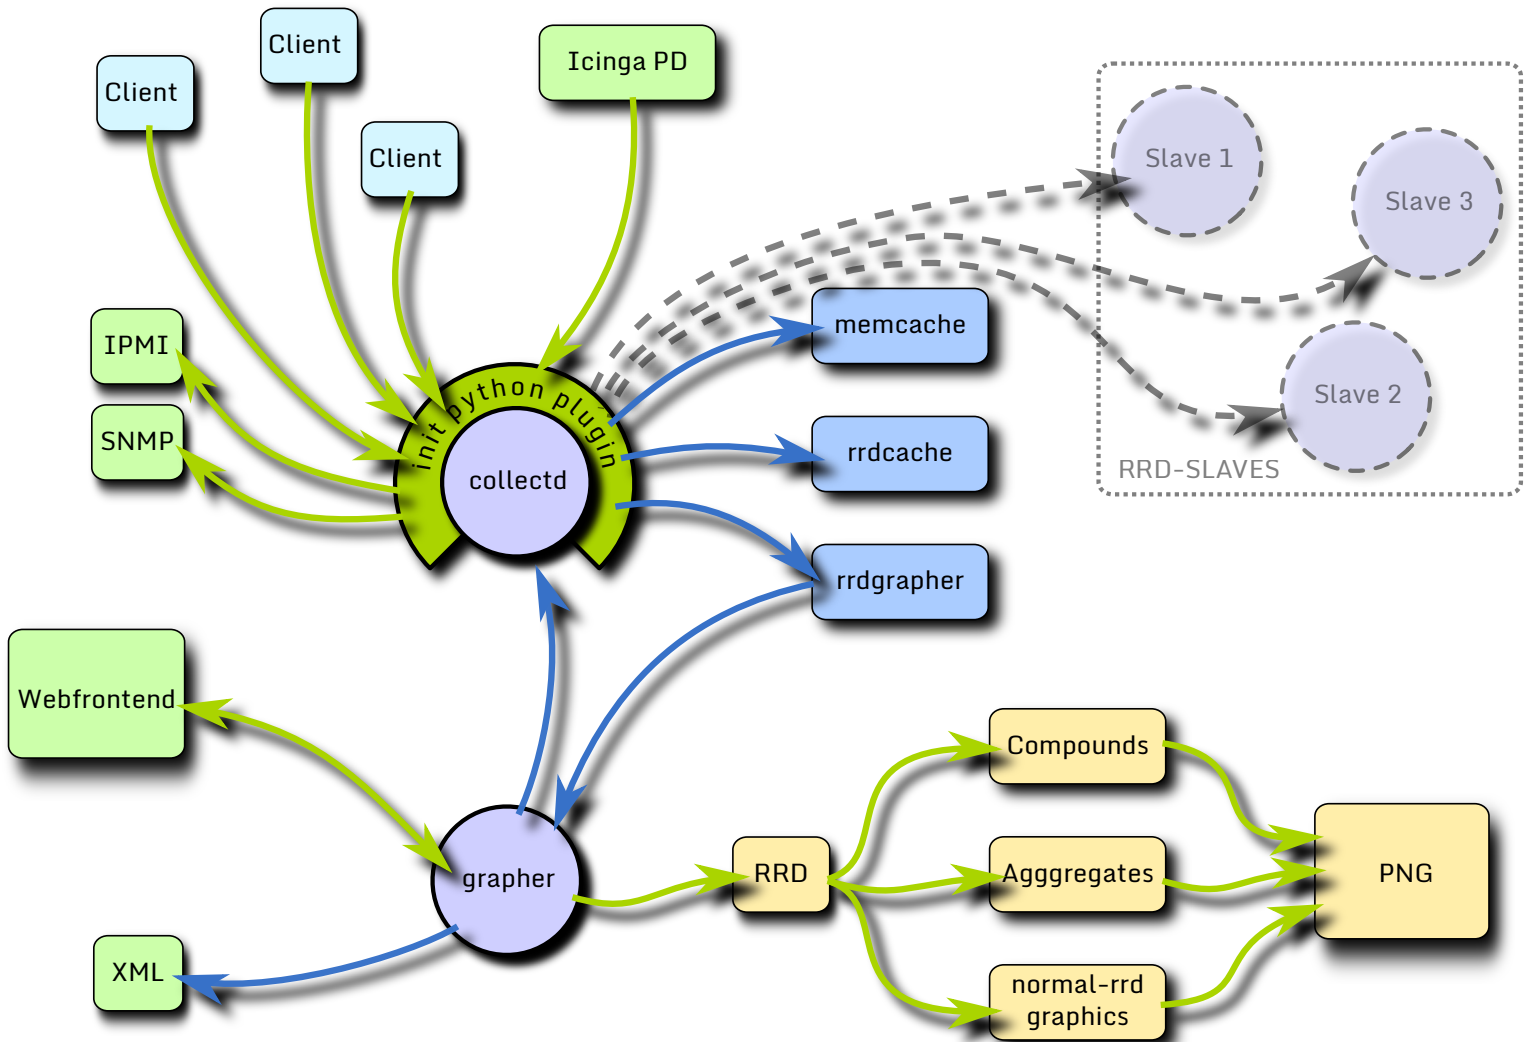 Client
Client
Icinga PD
Client
Slave 1
Slave 3
IPMI
memcache
SNMP
init python plugin
collectd
rrdcache
Slave 2
RRD-SLAVES
rrdgrapher
Webfrontend
Compounds
grapher
RRD
Agggregates
PNG
XML
normal-rrd
graphics